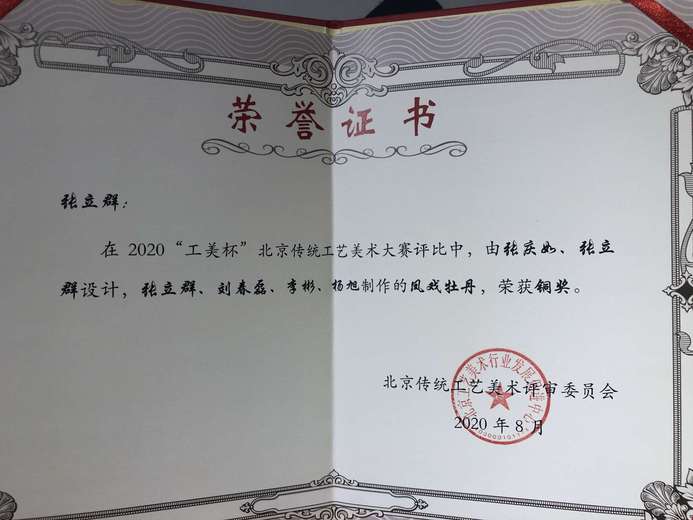 荣誉证书
张立群：
在 2020“工美杯”北京传统工艺美术大赛评比中，由张庆如、张立
群设计，张立群、刘春磊、李彬、杨旭制作的凤戏牡丹，荣获铜奖。
北京传统工艺美术评审委员会
2020 年 8 月